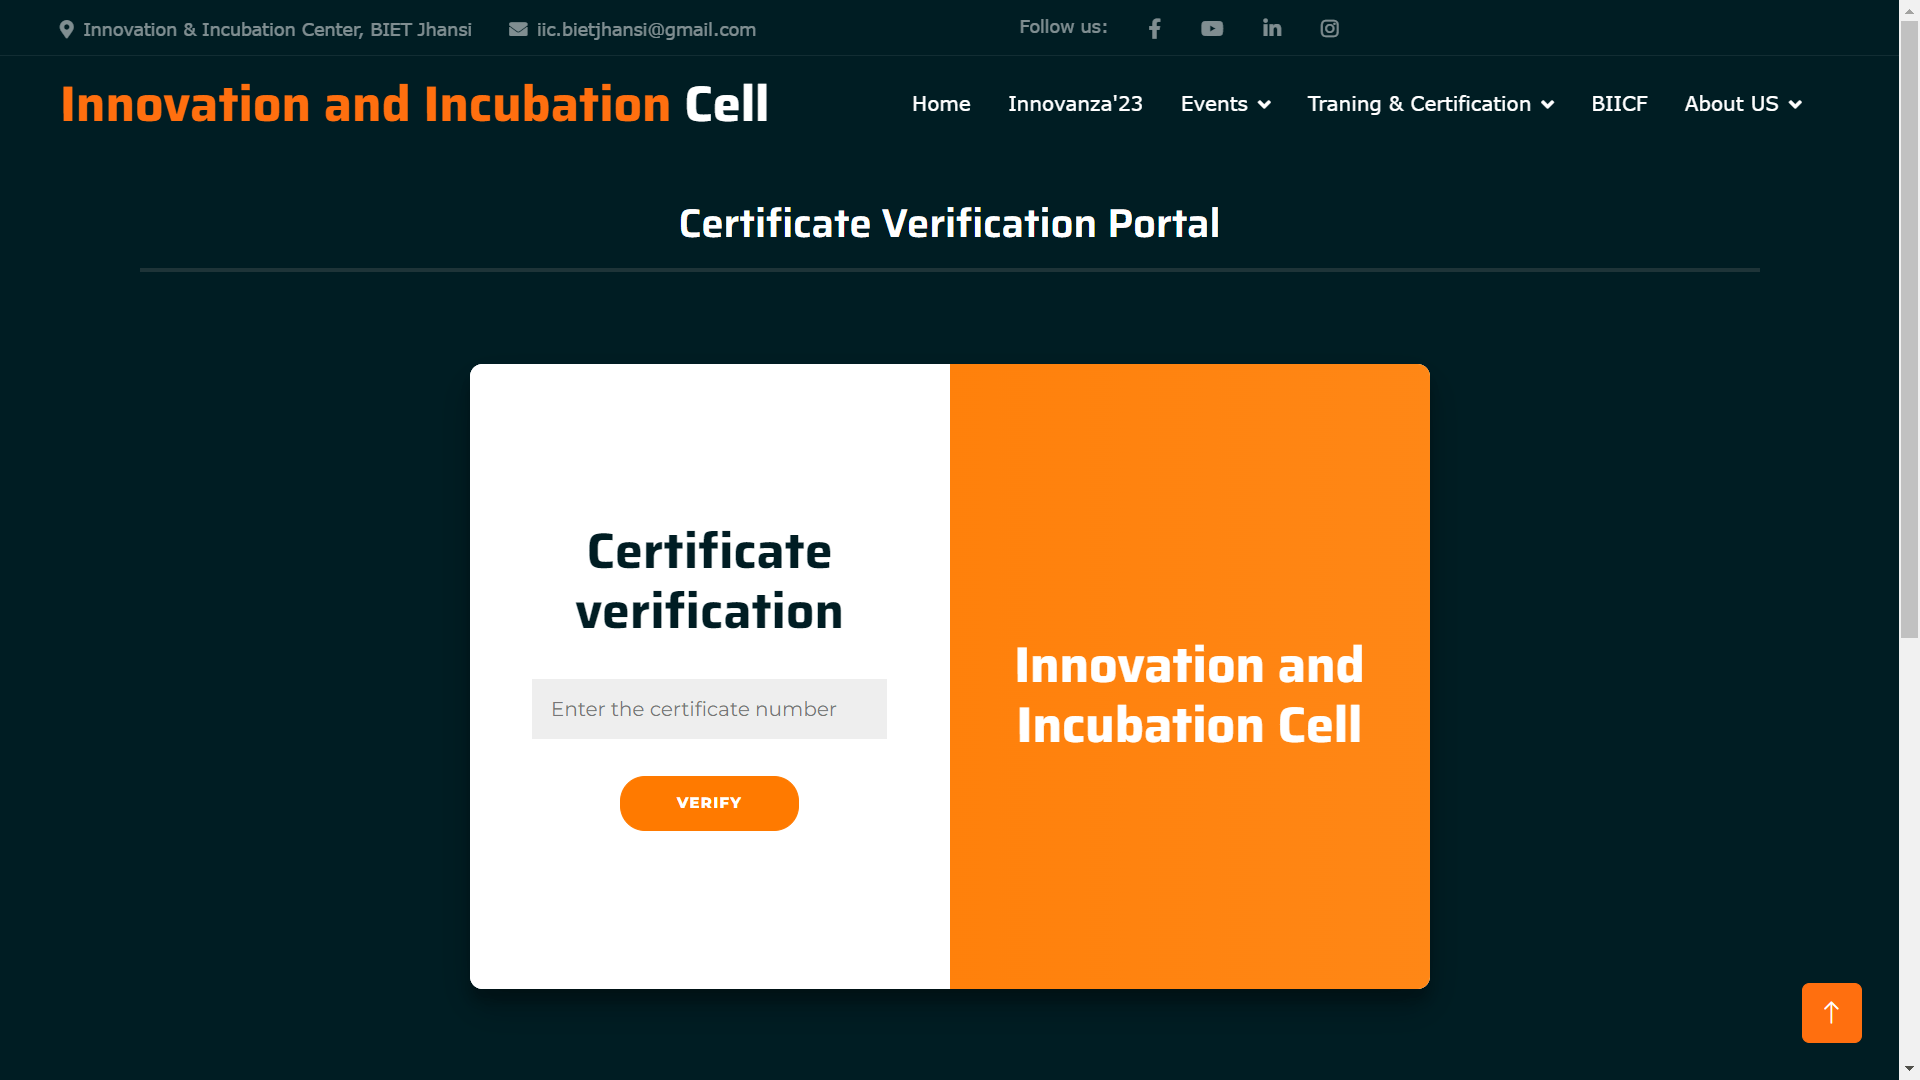 Innovation & Incubation Center, BIET Jhansi iic.bietjhansi@gmail.com Follow us:
Innovation and Incubation Cell Home Innovanza'23 Events Traning & Certification BIICF About US
Certificate Verification Portal
Certificate
verification
Enter the certificate number
VERIFY
Innovation and
Incubation Cell